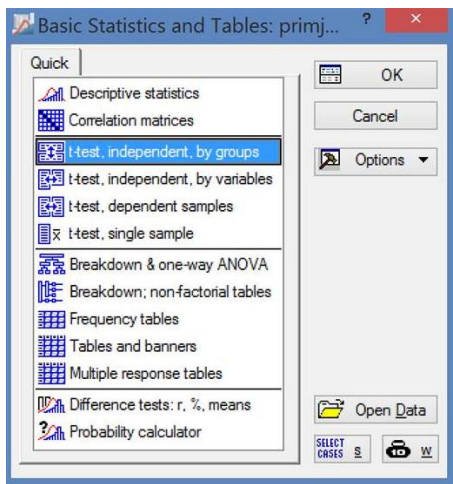 Basic Statistics and Tables: primj... ? ×
Quick
Descriptive statistics
Correlation matrices
t-test, independent, by groups
t-test, independent, by variables
t-test, dependent samples
t-test, single sample
Breakdown & one-way ANOVA
Breakdown; non-factorial tables
Frequency tables
Tables and banners
Multiple response tables
Difference tests: r, %, means
Probability calculator
OK
Cancel
Options
Open Data
SELECT CASES S
W